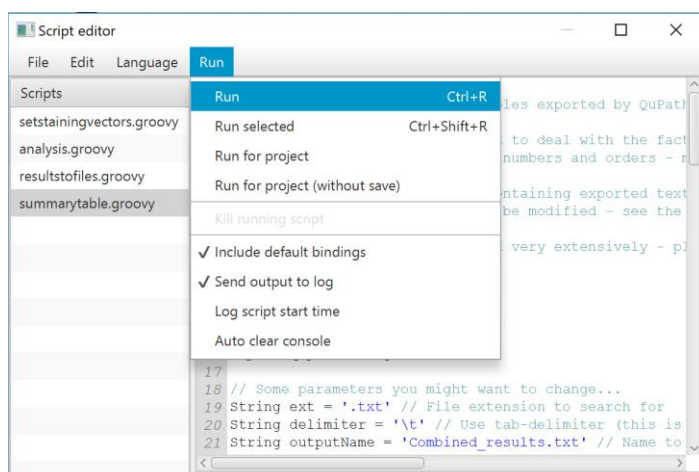 Script editor
File Edit Language Run
Scripts
setstainingvectors.groovy
analysis.groovy
resultstofiles.groovy
summarytable.groovy
Run Ctrl+R
Run selected Ctrl+Shift+R
Run for project
Run for project (without save)
Kill running script
✓ Include default bindings
✓ Send output to log
Log script start time
Auto clear console
les exported by QuPath
to deal with the fact
numbers and orders -
ntaining exported text
be modified - see the
very extensively -
17
18 // Some parameters you might want to change...
19 String ext = '.txt' // File extension to search for
20 String delimiter = '\t' // Use tab-delimiter (this is
21 String outputName = 'Combined_results.txt' // Name to